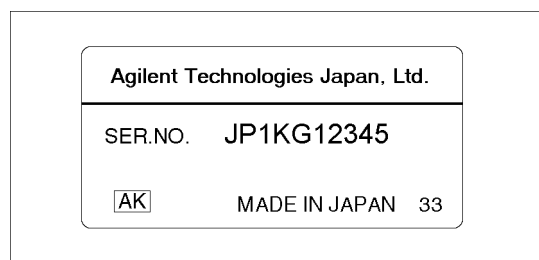 Agilent Technologies Japan, Ltd.
SER.NO. JP1KG12345
AK MADE IN JAPAN 33